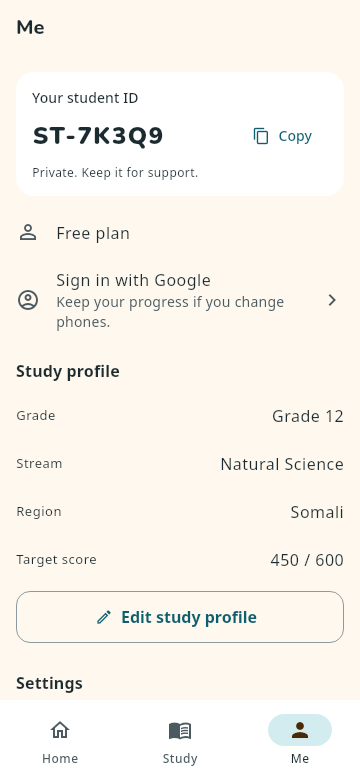 Me
Your student ID
ST-7K3Q9
Copy
Private. Keep it for support.
Free plan
Sign in with Google
Keep your progress if you change
phones.
Study profile
Grade
Grade 12
Stream
Natural Science
Region
Somali
Target score
450 / 600
Edit study profile
Settings
Home
Study
Me